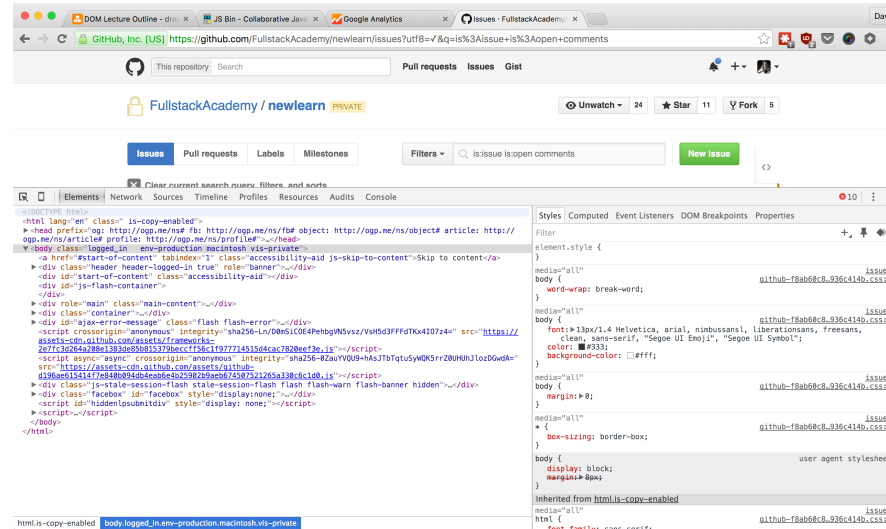 DOM Lecture Outline - dra
JS Bin - Collaborative Java
Google Analytics
Issues · FullstackAcademy/
Dav
GitHub, Inc. [US] https://github.com/FullstackAcademy/newlearn/issues?utf8=✓&q=is%3Aissue+is%3Aopen+comments
This repository Search
Pull requests Issues Gist
FullstackAcademy / newlearn PRIVATE
Unwatch 24 Star 11 Fork 5
Issues Pull requests Labels Milestones Filters is:issue is:open comments New issue
Clear current search query, filters, and sorts
Elements Network Sources Timeline Profiles Resources Audits Console 10
<!DOCTYPE html>
<html lang="en" class=" is-copy-enabled">
<head prefix="og: http://ogp.me/ns# fb: http://ogp.me/ns/fb# object: http://ogp.me/ns/object# article: http://
ogp.me/ns/article# profile: http://ogp.me/ns/profile#">…</head>
<body class="logged_in env-production macintosh vis-private">
<a href="#start-of-content" tabindex="1" class="accessibility-aid js-skip-to-content">Skip to content</a>
<div class="header header-logged-in true" role="banner">…</div>
<div id="start-of-content" class="accessibility-aid"></div>
<div id="js-flash-container">
</div>
<div role="main" class="main-content">…</div>
<div class="container">…</div>
<div id="ajax-error-message" class="flash flash-error">…</div>
<script crossorigin="anonymous" integrity="sha256-Ln/D8mSiCOE4PehbgVN5vsz/VsH5d3FFFdTKx4IO7z4=" src="https://
assets-cdn.github.com/assets/frameworks-
2e7fc3d264a208e1383de85b815379beccff56c1f977714515d4cac7820eef3e.js"></script>
<script async="async" crossorigin="anonymous" integrity="sha256-0ZauYVQU9+hAsJTbTqtuSyWQK5rrZ0UHUhJlozDGwdA="
src="https://assets-cdn.github.com/assets/github-
d196ae615414f7e840b094db4eab6e4b25902b9aeb674507521265a330c6c1d0.js"></script>
<div class="js-stale-session-flash stale-session-flash flash flash-warn flash-banner hidden">…</div>
<div class="facebox" id="facebox" style="display:none;">…</div>
<script id="hiddenlpsubmitdiv" style="display: none;"></script>
<script>…</script>
</body>
</html>
html.is-copy-enabled body.logged_in.env-production.macintosh.vis-private
Styles Computed Event Listeners DOM Breakpoints Properties
Filter
element.style {
}
media="all" issue
body { github-f8ab60c8…936c414b.css:
word-wrap: break-word;
}
media="all" issue
body { github-f8ab60c8…936c414b.css:
font: 13px/1.4 Helvetica, arial, nimbussansl, liberationsans, freesans,
clean, sans-serif, "Segoe UI Emoji", "Segoe UI Symbol";
color: #333;
background-color: #fff;
}
media="all" issue
body { github-f8ab60c8…936c414b.css:
margin: 0;
}
media="all" issue
* { github-f8ab60c8…936c414b.css:
box-sizing: border-box;
}
body { user agent styleshee
display: block;
margin: 8px;
}
Inherited from html.is-copy-enabled
media="all" issue
html { github-f8ab60c8…936c414b.css:
font-family: sans-serif;